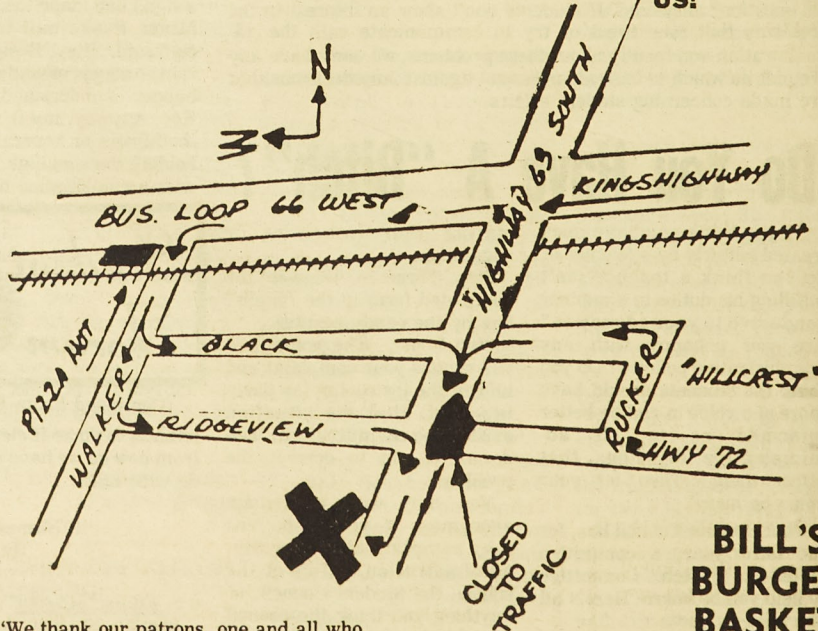 US!
N
W
HIGHWAY 63 SOUTH
KINGSHIGHWAY
BUS. LOOP 66 WEST
PIZZA HUT
WALKER
BLACK
RIDGEVIEW
RUCKER
"HILLCREST"
HWY 72
CLOSED
TO
TRAFFIC
BILL'S
BURGE
BASKE
"We thank our patrons, one and all who